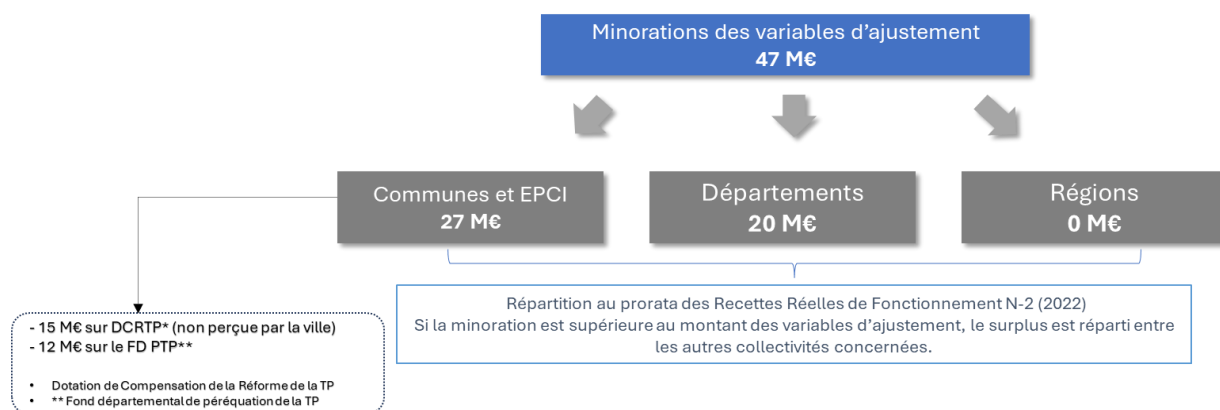 Minorations des variables d'ajustement
47 M€
Communes et EPCI
27 M€
Départements
20 M€
Régions
0 M€
Répartition au prorata des Recettes Réelles de Fonctionnement N-2 (2022)
Si la minoration est supérieure au montant des variables d'ajustement, le surplus est réparti entre
les autres collectivités concernées.
- 15 M€ sur DCRTP* (non perçue par la ville)
- 12 M€ sur le FD PTP**
• Dotation de Compensation de la Réforme de la TP
• ** Fond départemental de péréquation de la TP